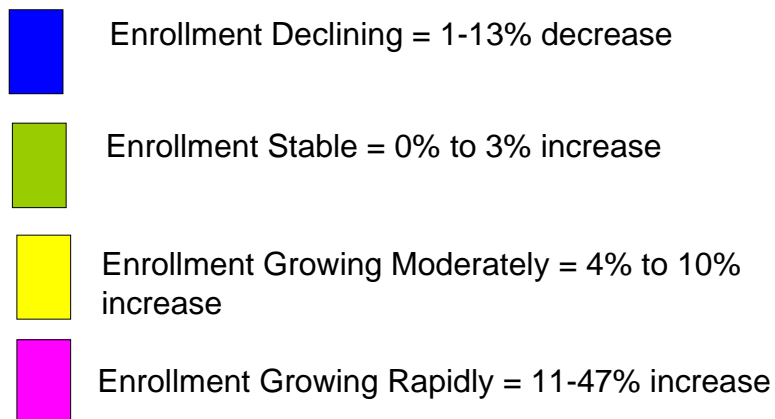 Enrollment Declining = 1-13% decrease
Enrollment Stable = 0% to 3% increase
Enrollment Growing Moderately = 4% to 10%
increase
Enrollment Growing Rapidly = 11-47% increase